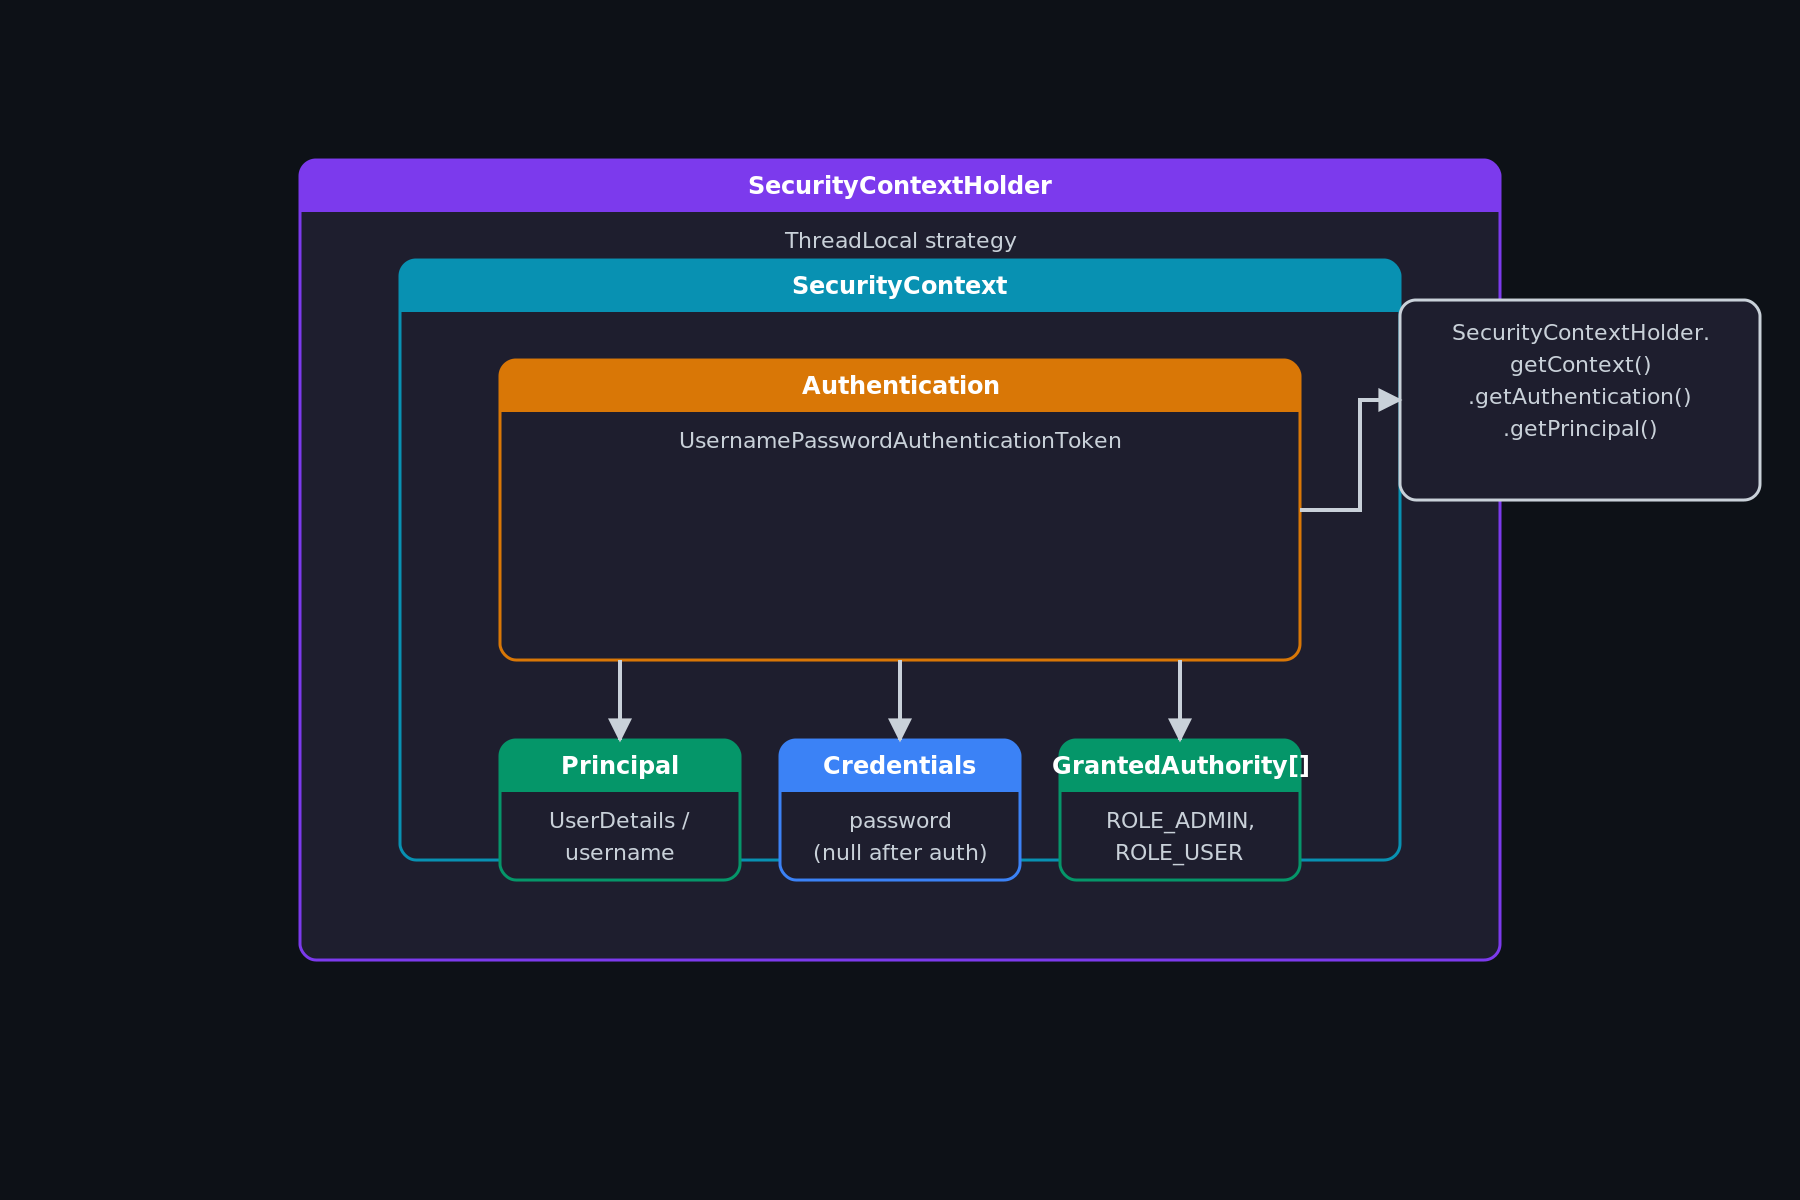 SecurityContextHolder
ThreadLocal strategy
SecurityContext
Authentication
UsernamePasswordAuthenticationToken
SecurityContextHolder.
getContext()
.getAuthentication()
.getPrincipal()
Principal
UserDetails /
username
Credentials
password
(null after auth)
GrantedAuthority[]
ROLE_ADMIN,
ROLE_USER